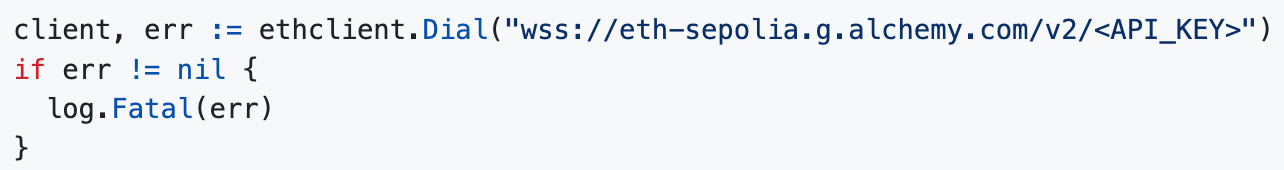 client, err := ethclient.Dial("wss://eth-sepolia.g.alchemy.com/v2/<API_KEY>")
if err != nil {
  log.Fatal(err)
}